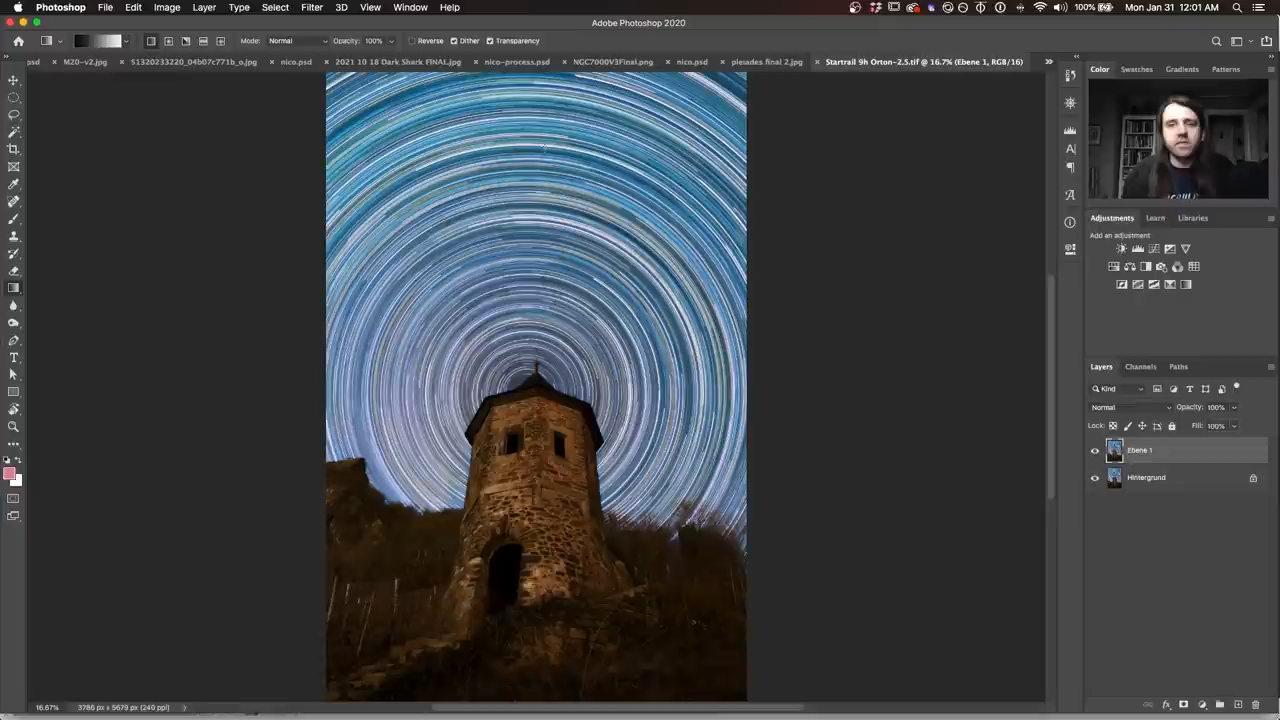 Photoshop File Edit Image Layer Type Select Filter 3D View Window Help 100% Mon Jan 31 12:01 AM
Adobe Photoshop 2020
Mode: Normal Opacity: 100% Reverse Dither Transparency
psd M20-v2.jpg 51320233220_04b07c771b_o.jpg nico.psd 2021 10 18 Dark Shark FINAL.jpg nico-process.psd NGC7000V3Final.png nico.psd pleiades final 2.jpg Startrail 9h Orton-2.5.tif @ 16.7% (Ebene 1, RGB/16)
Color Swatches Gradients Patterns
Adjustments Learn Libraries
Add an adjustment
Layers Channels Paths
Kind
Normal Opacity: 100%
Lock: Fill: 100%
Ebene 1
Hintergrund
16.67% 3786 px x 5679 px (240 ppi)